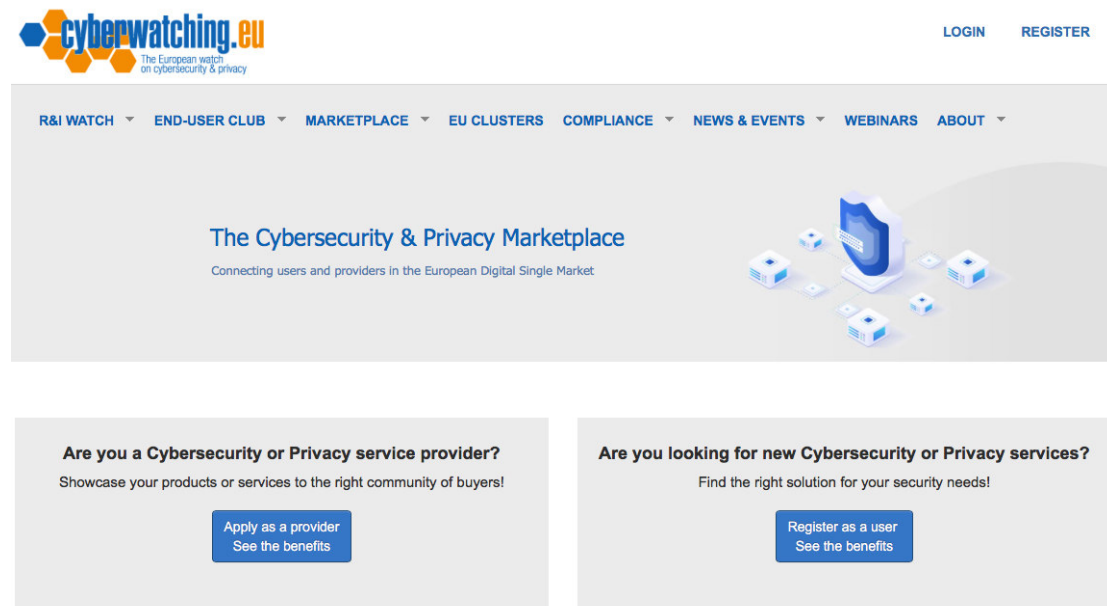 cyberwatching.eu
The European watch
on cybersecurity & privacy
LOGIN REGISTER
R&I WATCH END-USER CLUB MARKETPLACE EU CLUSTERS COMPLIANCE NEWS & EVENTS WEBINARS ABOUT
The Cybersecurity & Privacy Marketplace
Connecting users and providers in the European Digital Single Market
Are you a Cybersecurity or Privacy service provider?
Showcase your products or services to the right community of buyers!
Apply as a provider
See the benefits
Are you looking for new Cybersecurity or Privacy services?
Find the right solution for your security needs!
Register as a user
See the benefits